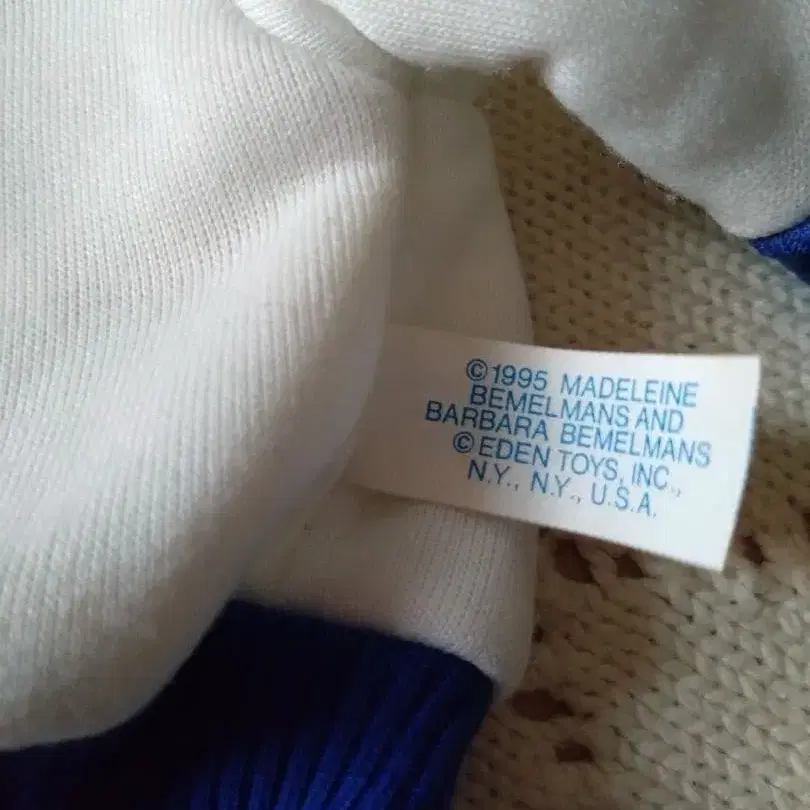 ©1995 MADELEINE
BEMELMANS AND
BARBARA BEMELMANS
©EDEN TOYS, INC.,
N.Y., N.Y., U.S.A.